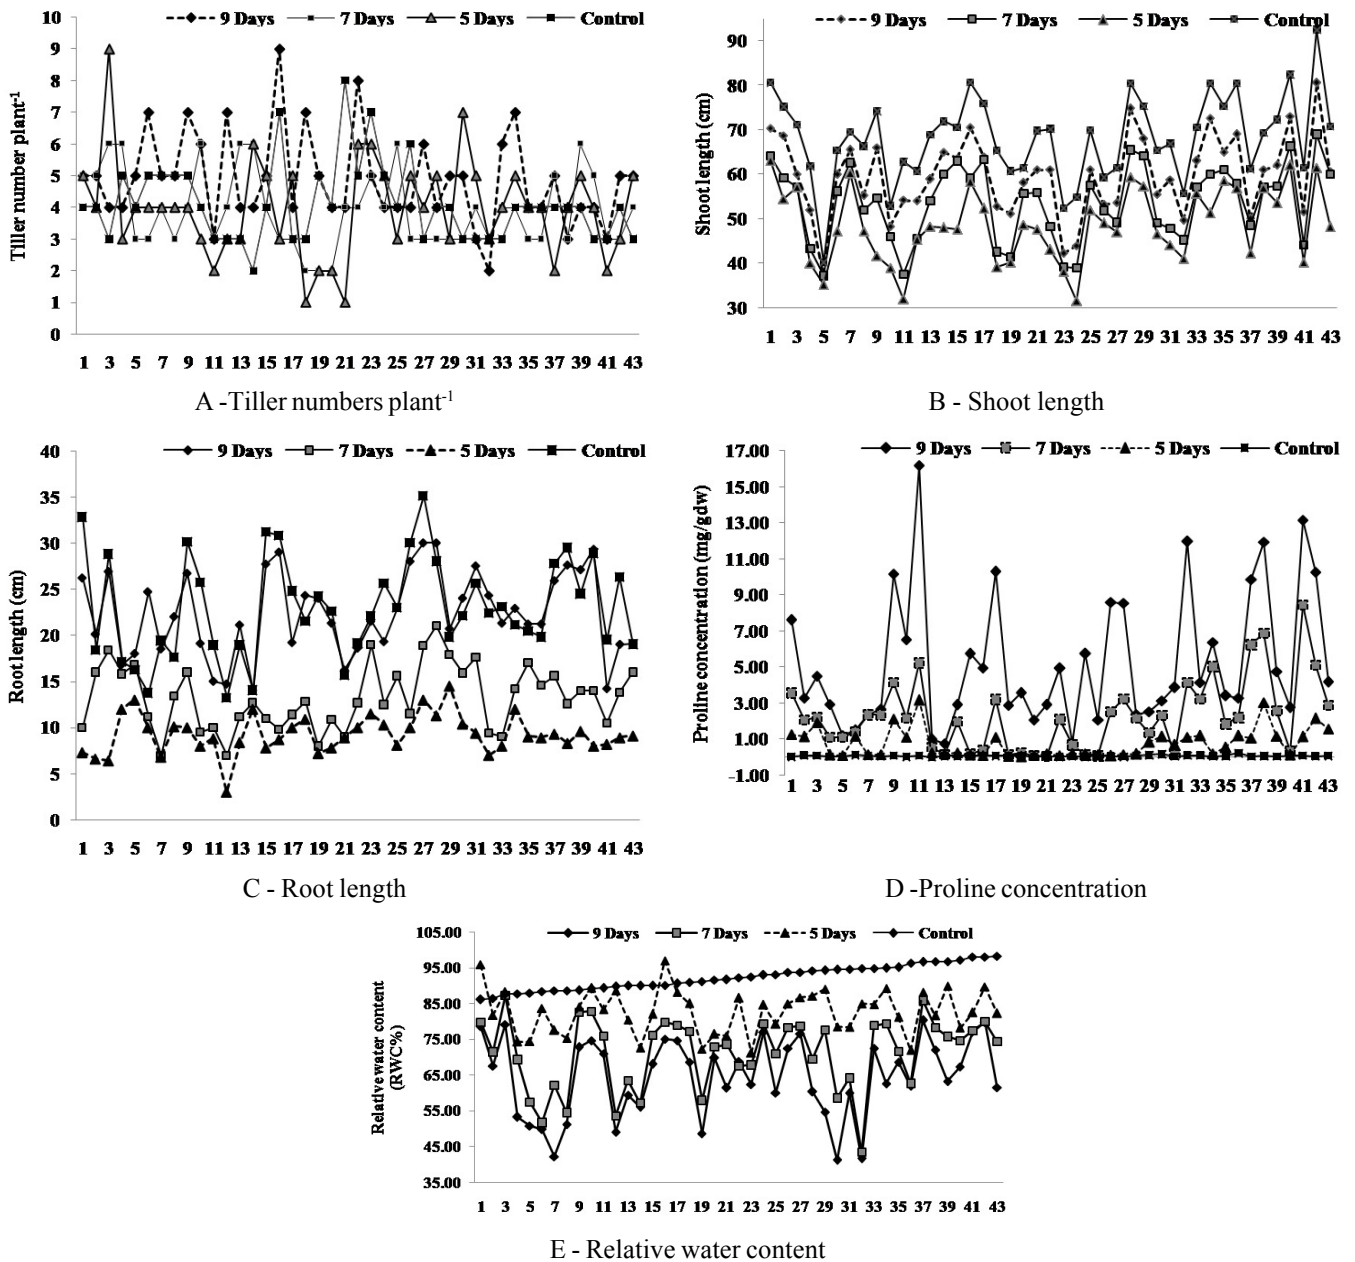 9 Days 7 Days 5 Days Control
10
9
8
7
6
5
4
3
2
1
0
Tiller number plant-1
1 3 5 7 9 11 13 15 17 19 21 23 25 27 29 31 33 35 37 39 41 43
A -Tiller numbers plant-1
9 Days 7 Days 5 Days Control
90
80
70
60
50
40
30
Shoot length (cm)
1 3 5 7 9 11 13 15 17 19 21 23 25 27 29 31 33 35 37 39 41 43
B - Shoot length
9 Days 7 Days 5 Days Control
40
35
30
25
20
15
10
5
0
Root length (cm)
1 3 5 7 9 11 13 15 17 19 21 23 25 27 29 31 33 35 37 39 41 43
C - Root length
9 Days 7 Days 5 Days Control
17.00
15.00
13.00
11.00
9.00
7.00
5.00
3.00
1.00
-1.00
Proline concentration (mg/gdw)
1 3 5 7 9 11 13 15 17 19 21 23 25 27 29 31 33 35 37 39 41 43
D -Proline concentration
9 Days 7 Days 5 Days Control
105.00
95.00
85.00
75.00
65.00
55.00
45.00
35.00
Relative water content
(RWC%)
1 3 5 7 9 11 13 15 17 19 21 23 25 27 29 31 33 35 37 39 41 43
E - Relative water content